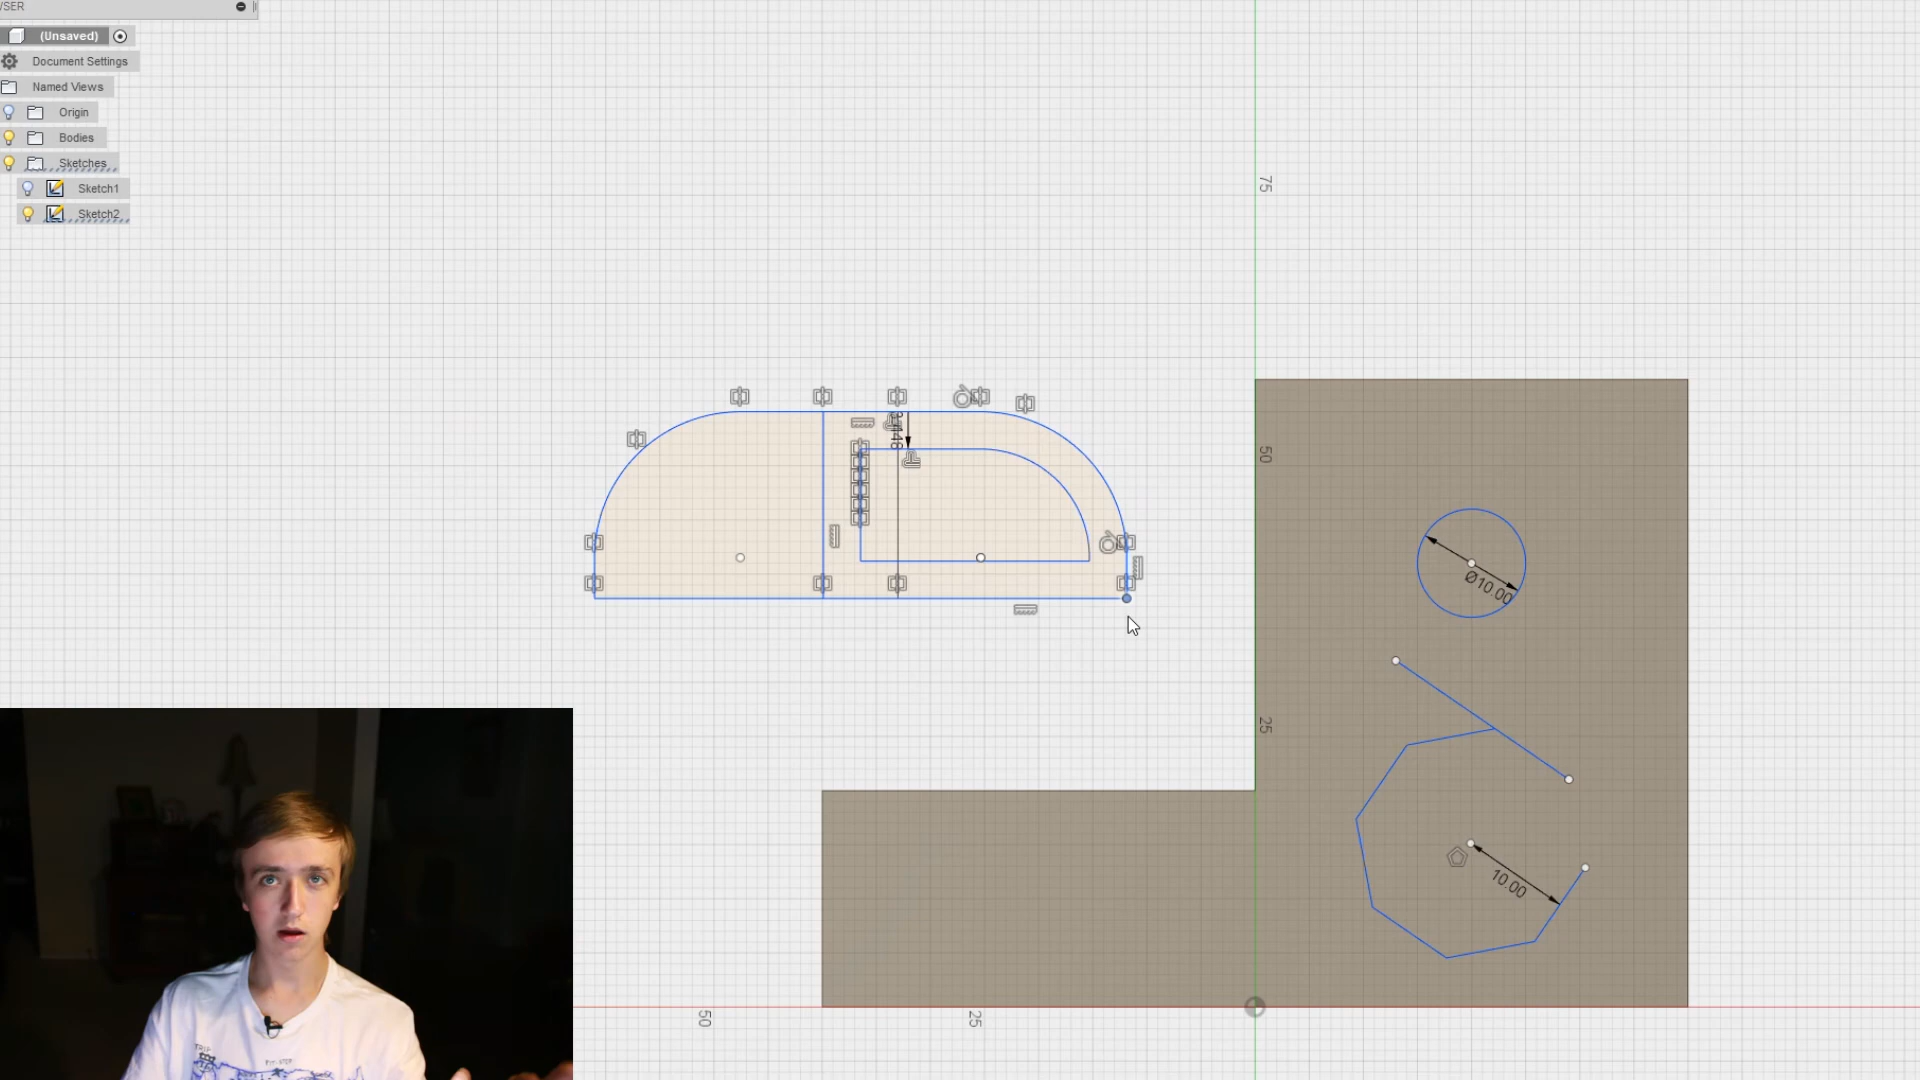 (Unsaved)
Document Settings
Named Views
Origin
Bodies
Sketches
Sketch1
Sketch2
75
50
25
Ø10.00
10.00
50
25